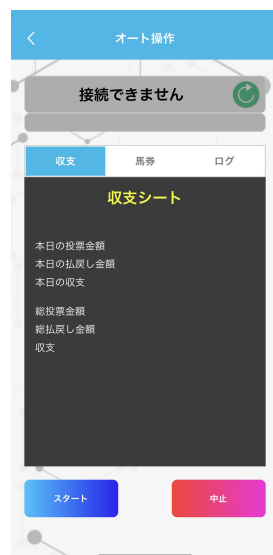 オート操作
接続できません
収支 馬券 ログ
収支シート
本日の投票金額
本日の払戻し金額
本日の収支
総投票金額
総払戻し金額
収支
スタート 中止